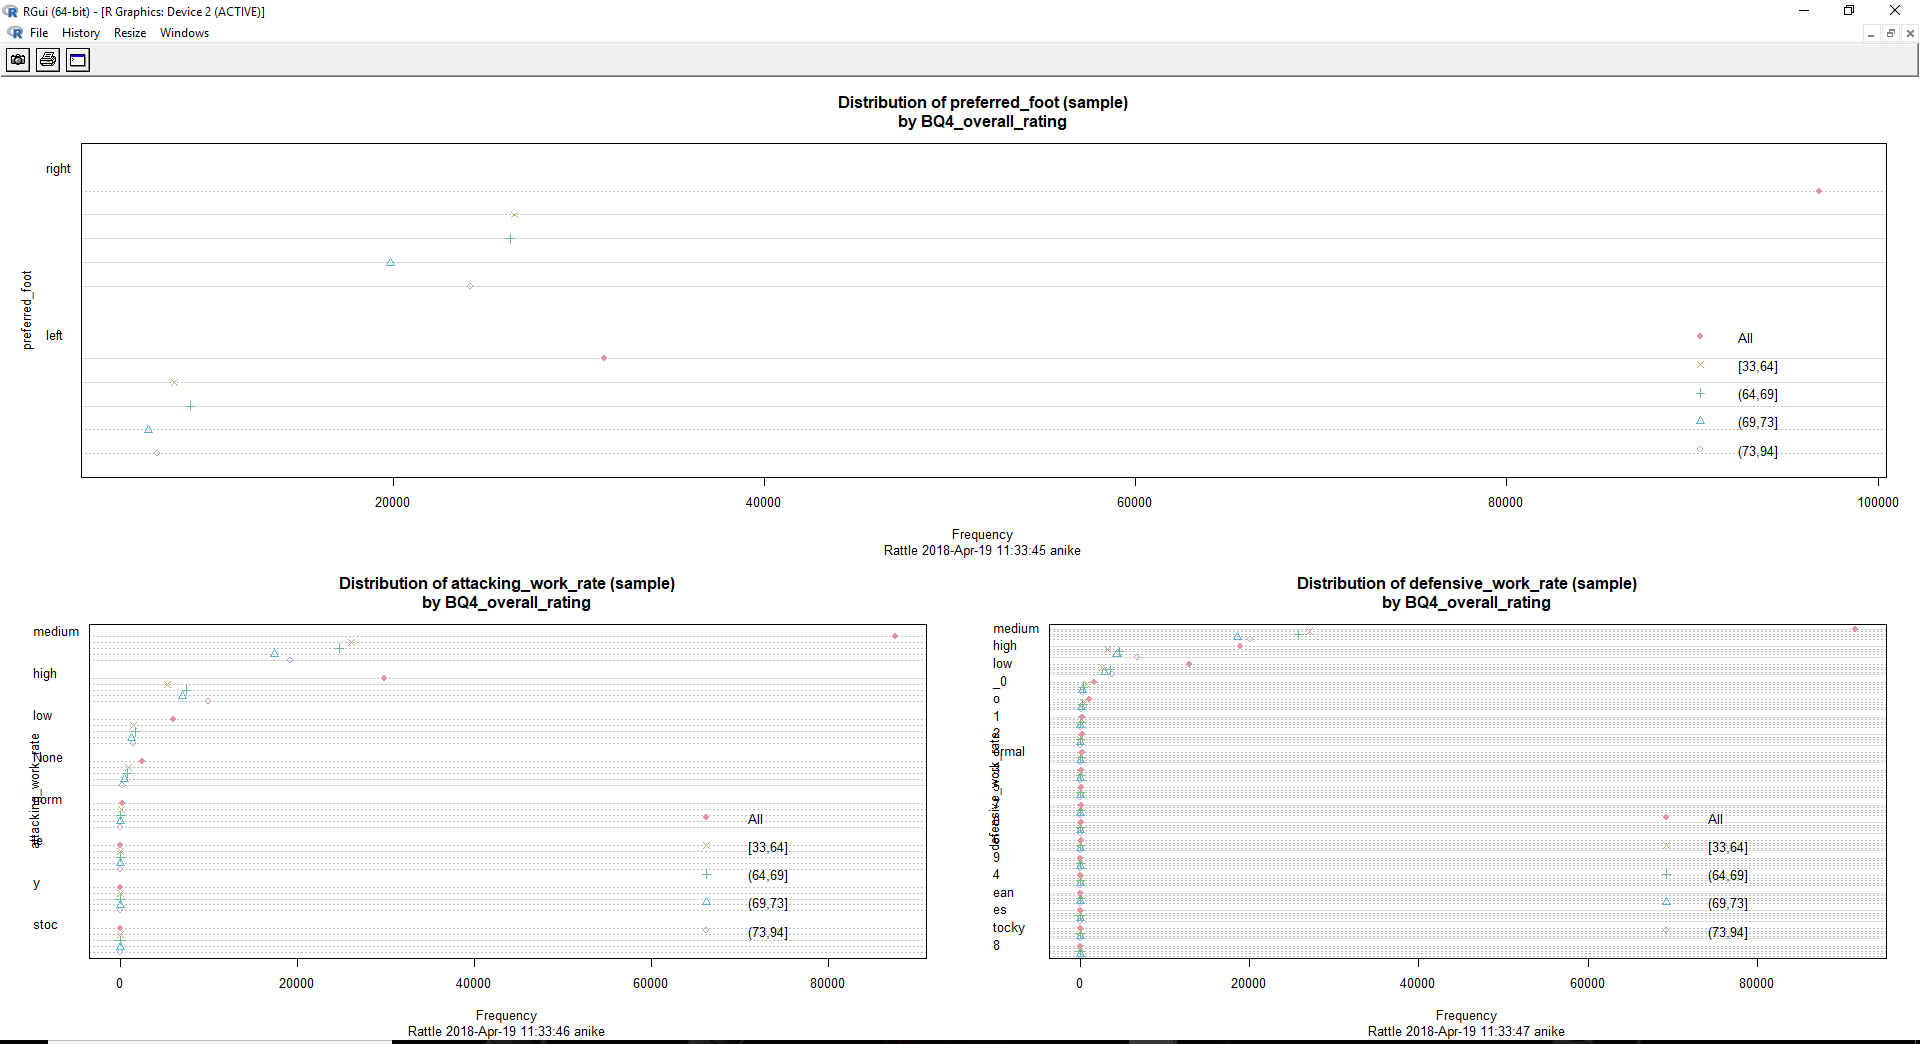 RGui (64-bit) - [R Graphics: Device 2 (ACTIVE)]
File History Resize Windows
Distribution of preferred_foot (sample)
by BQ4_overall_rating
right
left
preferred_foot
All
[33,64]
(64,69]
(69,73]
(73,94]
20000 40000 60000 80000 100000
Frequency
Rattle 2018-Apr-19 11:33:45 anike
Distribution of attacking_work_rate (sample)
by BQ4_overall_rating
medium
high
low
None
norm
le
y
stoc
attacking_work_rate
All
[33,64]
(64,69]
(69,73]
(73,94]
0 20000 40000 60000 80000
Frequency
Rattle 2018-Apr-19 11:33:46 anike
Distribution of defensive_work_rate (sample)
by BQ4_overall_rating
medium
high
low
_0
o
1
2
ormal
9
4
ean
es
tocky
8
defensive_work_rate
All
[33,64]
(64,69]
(69,73]
(73,94]
0 20000 40000 60000 80000
Frequency
Rattle 2018-Apr-19 11:33:47 anike